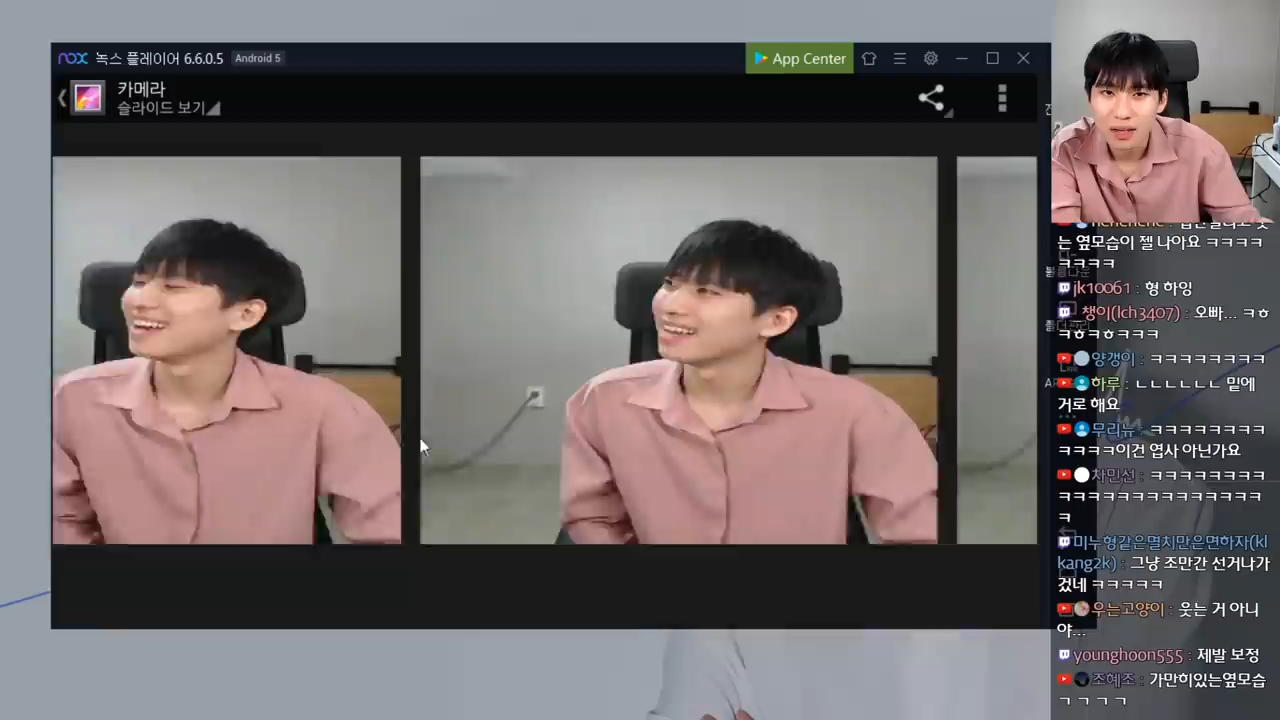 nox 녹스 플레이어 6.6.0.5 Android 5
App Center
카메라
슬라이드 보기
는 옆모습이 젤 나아요 ㅋㅋㅋㅋ
ㅋㅋㅋㅋ
jk10061 : 형 하잉
챙이(lch3407) : 오빠... ㅋㅎ
ㅋㅎㅋㅎㅋㅋㅋ
양갱이 : ㅋㅋㅋㅋㅋㅋㅋㅋ
하루 : ㄴㄴㄴㄴㄴㄴ 밑에
거로 해요
무리뉴 : ㅋㅋㅋㅋㅋㅋㅋㅋ
ㅋㅋㅋㅋ이건 엽사 아닌가요
차민선 : ㅋㅋㅋㅋㅋㅋㅋㅋ
ㅋㅋㅋㅋㅋㅋㅋㅋㅋㅋㅋㅋㅋㅋ
ㅋ
미누형같은멸치만은면하자(kl
kang2k) : 그냥 조만간 선거나가
겄네 ㅋㅋㅋㅋㅋ
우는고양이 : 웃는 거 아니
야...
younghoon555 : 제발 보정
조혜조 : 가만히있는옆모습
ㄱㄱㄱㄱ